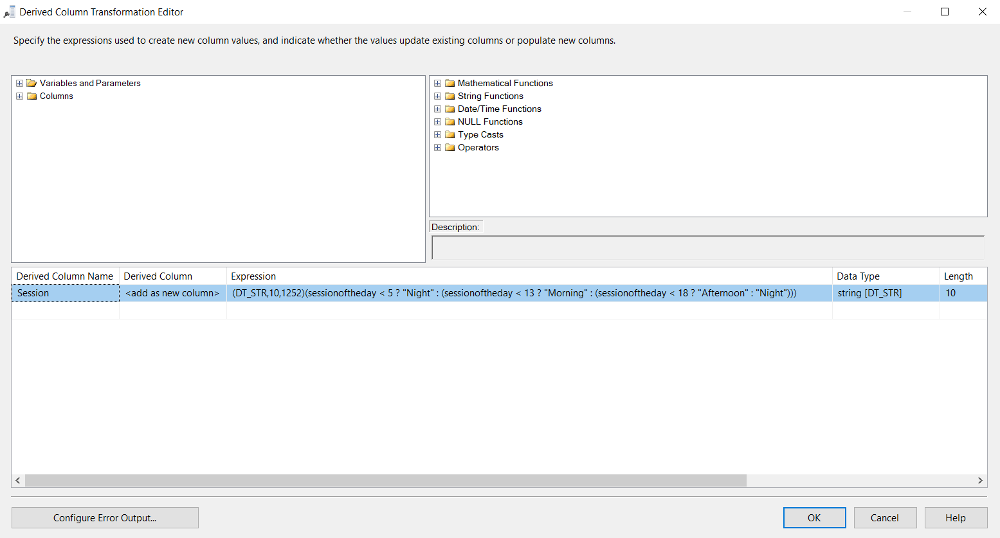 Derived Column Transformation Editor
Specify the expressions used to create new column values, and indicate whether the values update existing columns or populate new columns.
Variables and Parameters
Columns
Mathematical Functions
String Functions
Date/Time Functions
NULL Functions
Type Casts
Operators
Description:
Derived Column Name Derived Column Expression Data Type Length
Session <add as new column> (DT_STR,10,1252)(sessionoftheday < 5 ? "Night" : (sessionoftheday < 13 ? "Morning" : (sessionoftheday < 18 ? "Afternoon" : "Night"))) string [DT_STR] 10
Configure Error Output... OK Cancel Help